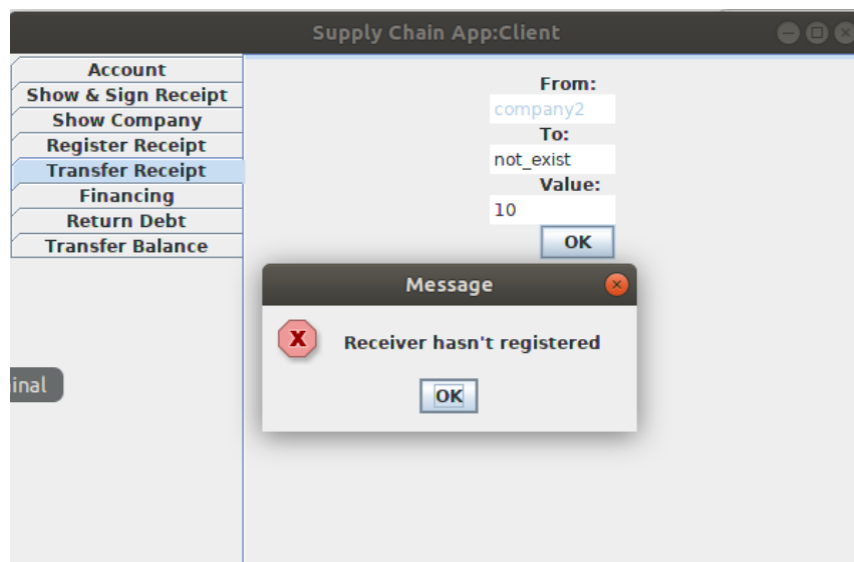 Supply Chain App:Client
Account
Show & Sign Receipt
Show Company
Register Receipt
Transfer Receipt
Financing
Return Debt
Transfer Balance
From:
company2
To:
not_exist
Value:
10
OK
Message
Receiver hasn't registered
OK
inal